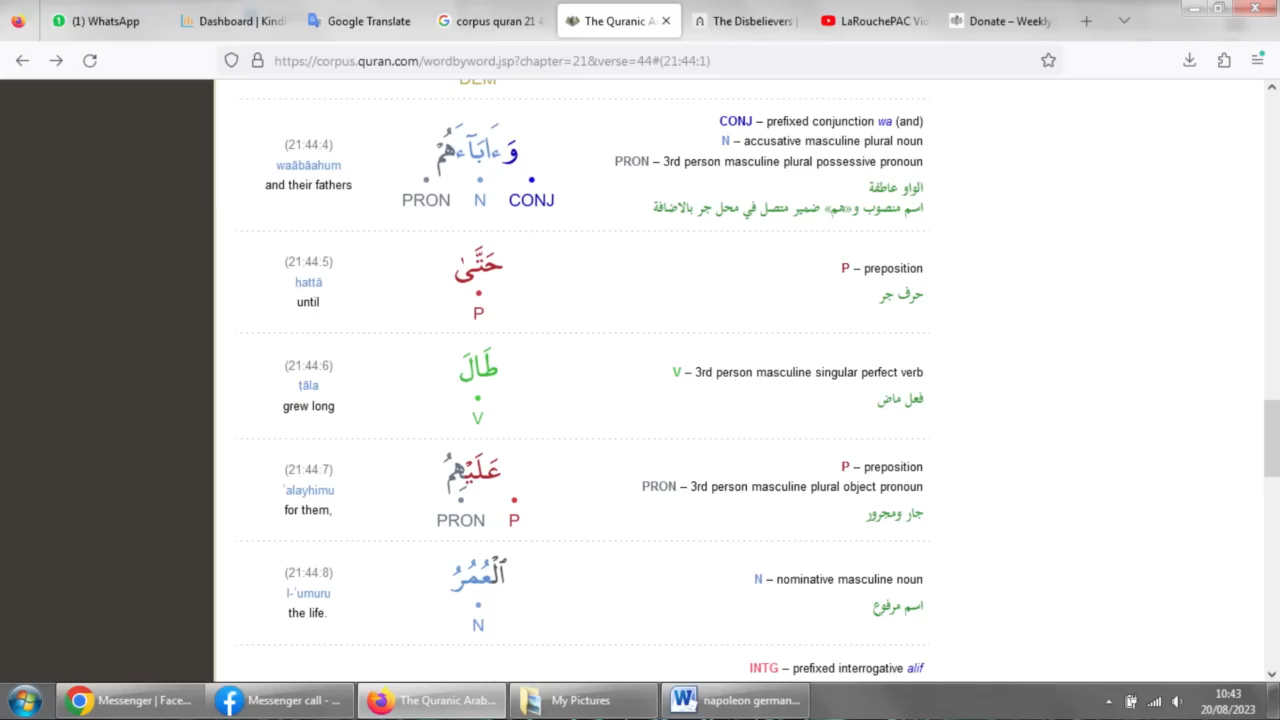 (1) WhatsApp
Dashboard | Kindl
Google Translate
corpus quran 21 4
The Quranic A
The Disbelievers |
LaRouchePAC Vid
Donate – Weekly
https://corpus.quran.com/wordbyword.jsp?chapter=21&verse=44#(21:44:1)
DEM
(21:44:4)
waābāahum
and their fathers
وَءَابَآءَهُمْ
PRON N CONJ
CONJ – prefixed conjunction wa (and)
N – accusative masculine plural noun
PRON – 3rd person masculine plural possessive pronoun
الواو عاطفة
اسم منصوب و«هم» ضمير متصل في محل جر بالاضافة
(21:44:5)
ḥattā
until
حَتَّىٰ
P
P – preposition
حرف جر
(21:44:6)
ṭāla
grew long
طَالَ
V
V – 3rd person masculine singular perfect verb
فعل ماض
(21:44:7)
ʿalayhimu
for them,
عَلَيْهِمُ
PRON P
P – preposition
PRON – 3rd person masculine plural object pronoun
جار ومجرور
(21:44:8)
l-ʿumuru
the life.
ٱلْعُمُرُ
N
N – nominative masculine noun
اسم مرفوع
INTG – prefixed interrogative alif
Messenger | Face...
Messenger call - ...
The Quranic Arab...
My Pictures
napoleon german...
10:43
20/08/2023